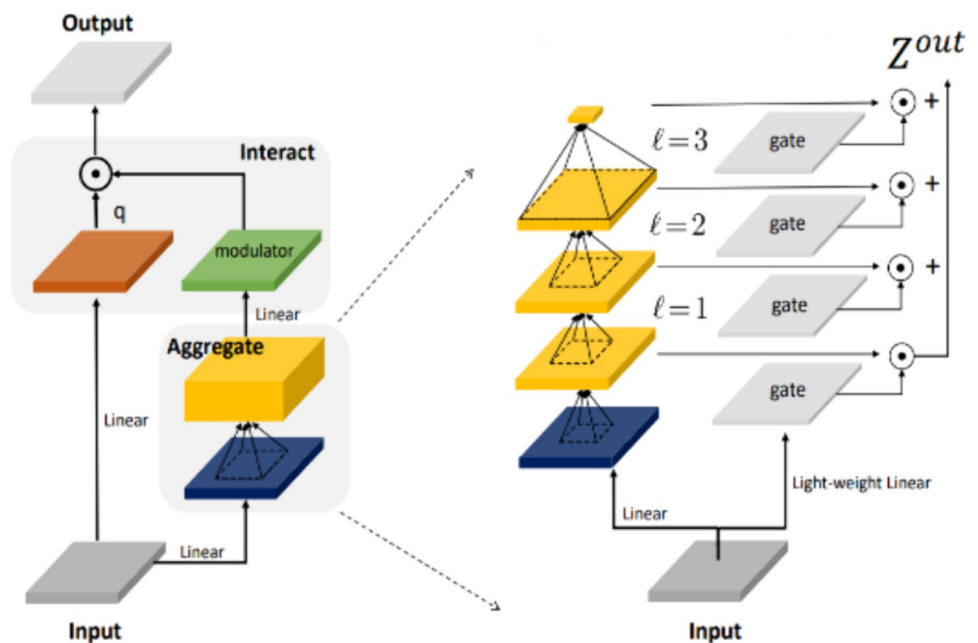 Output
Interact
q
modulator
Linear
Aggregate
Linear
Linear
Input
Z^{out}
+
ℓ=3
gate
+
ℓ=2
gate
+
ℓ=1
gate
gate
Light-weight Linear
Linear
Input